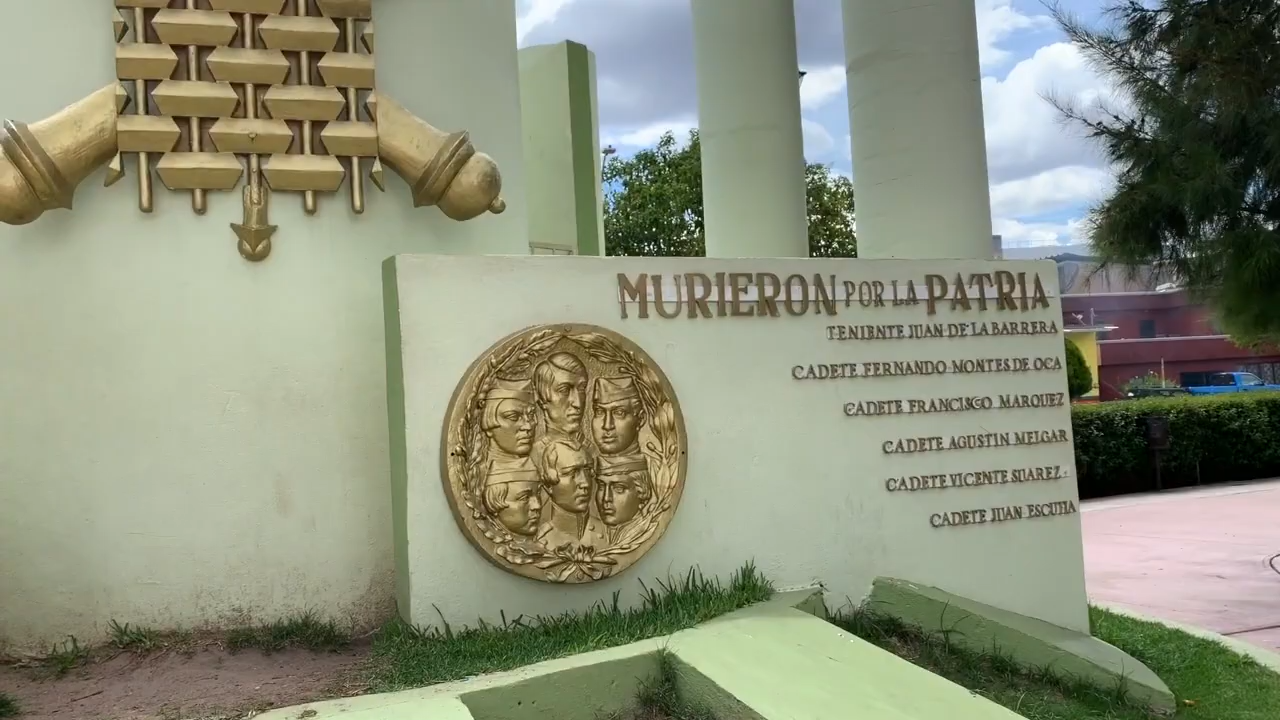 MURIERON POR LA PATRIA
TENIENTE JUAN DE LA BARRERA
CADETE FERNANDO MONTES DE OCA
CADETE FRANCISCO MARQUEZ
CADETE AGUSTIN MELGAR
CADETE VICENTE SUAREZ
CADETE JUAN ESCUTIA